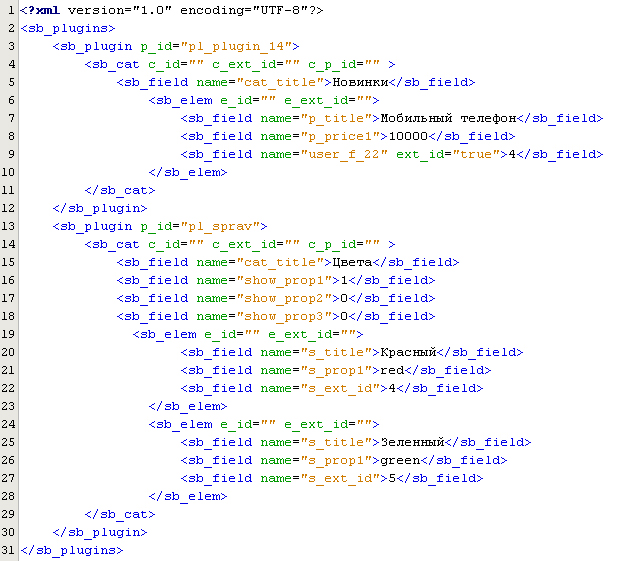 1 <?xml version="1.0" encoding="UTF-8"?>
2 <sb_plugins>
3 <sb_plugin p_id="pl_plugin_14">
4 <sb_cat c_id="" c_ext_id="" c_p_id="" >
5 <sb_field name="cat_title">Новинки</sb_field>
6 <sb_elem e_id="" e_ext_id="">
7 <sb_field name="p_title">Мобильный телефон</sb_field>
8 <sb_field name="p_price1">10000</sb_field>
9 <sb_field name="user_f_22" ext_id="true">4</sb_field>
10 </sb_elem>
11 </sb_cat>
12 </sb_plugin>
13 <sb_plugin p_id="pl_sprav">
14 <sb_cat c_id="" c_ext_id="" c_p_id="" >
15 <sb_field name="cat_title">Цвета</sb_field>
16 <sb_field name="show_prop1">1</sb_field>
17 <sb_field name="show_prop2">0</sb_field>
18 <sb_field name="show_prop3">0</sb_field>
19 <sb_elem e_id="" e_ext_id="">
20 <sb_field name="s_title">Красный</sb_field>
21 <sb_field name="s_prop1">red</sb_field>
22 <sb_field name="s_ext_id">4</sb_field>
23 </sb_elem>
24 <sb_elem e_id="" e_ext_id="">
25 <sb_field name="s_title">Зеленный</sb_field>
26 <sb_field name="s_prop1">green</sb_field>
27 <sb_field name="s_ext_id">5</sb_field>
28 </sb_elem>
29 </sb_cat>
30 </sb_plugin>
31 </sb_plugins>